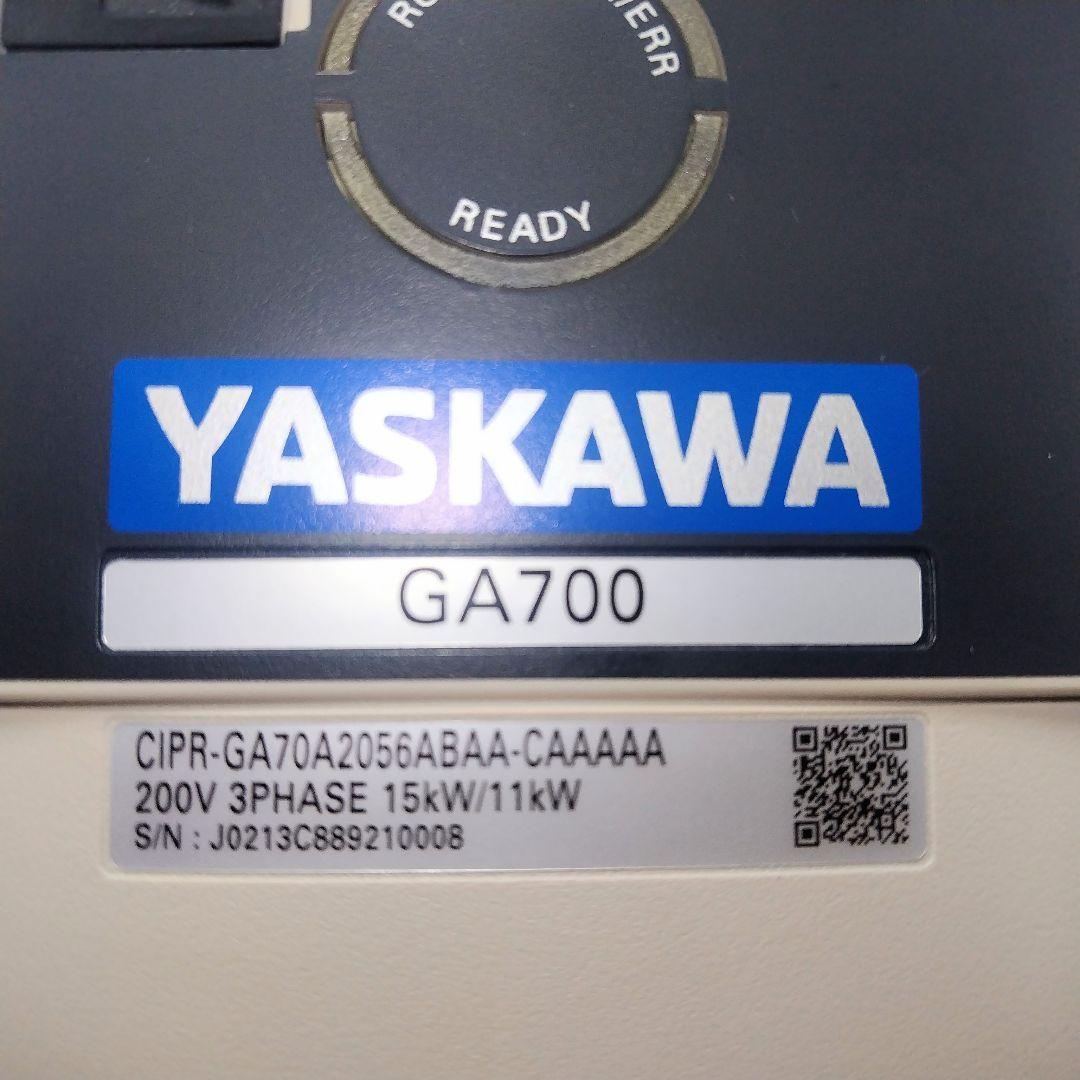 READY
YASKAWA
GA700
CIPR-GA70A2056ABAA-CAAAAA
200V 3PHASE 15kW/11kW
S/N : J0213C889210008